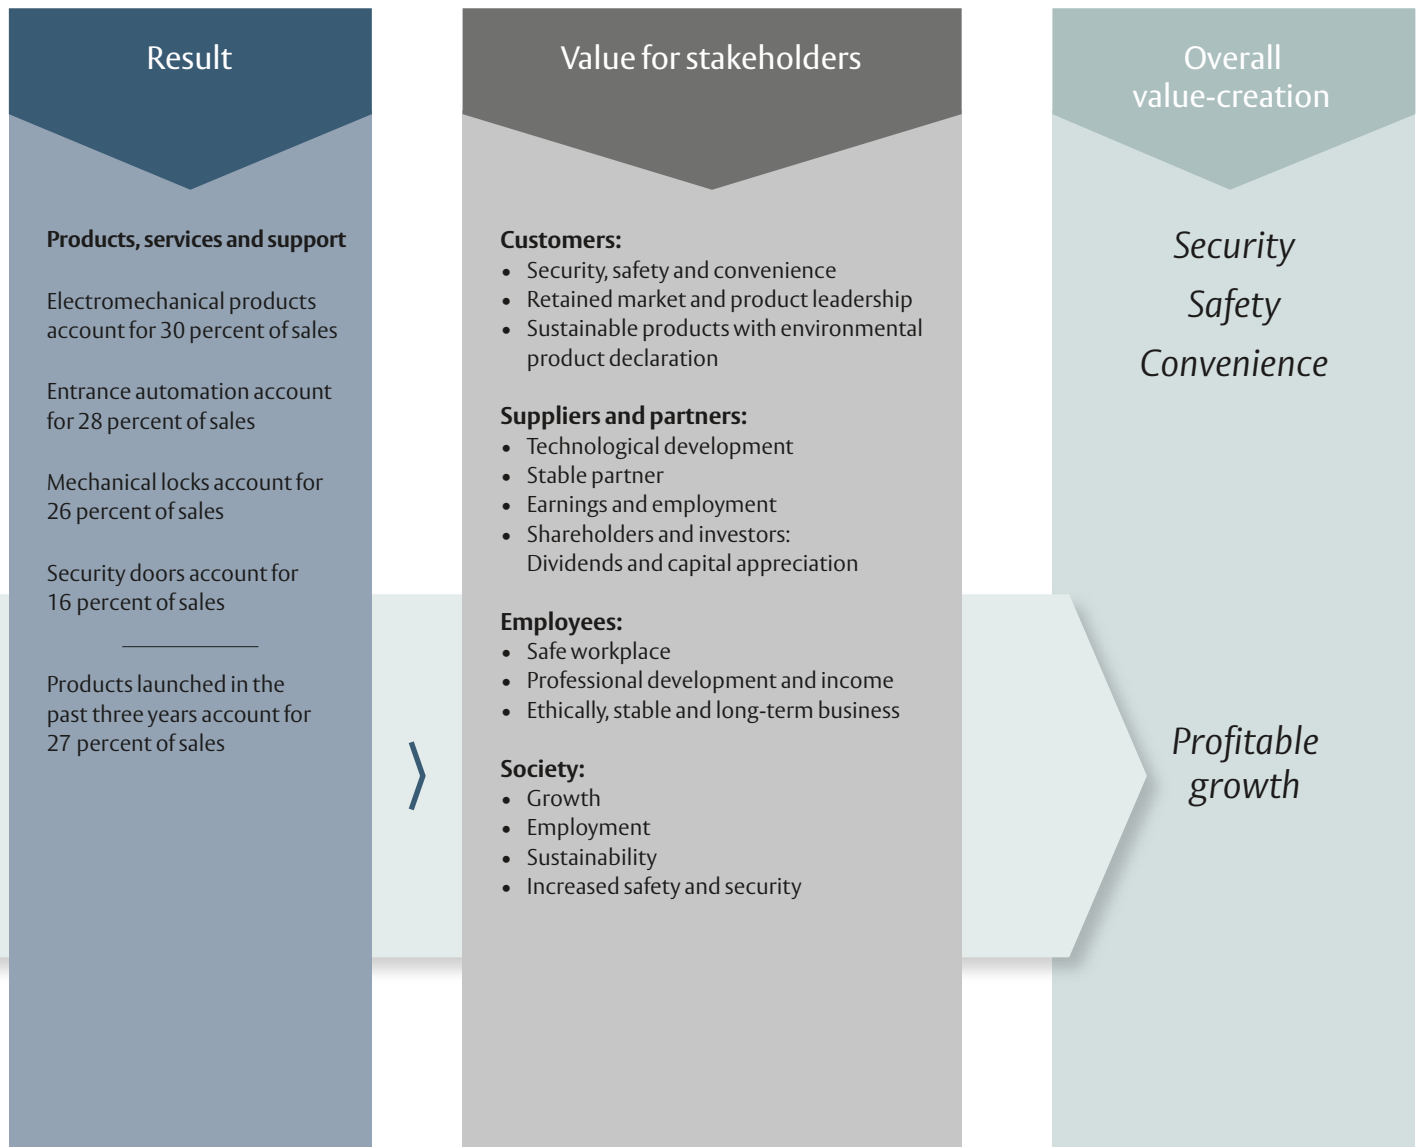 Result
Products, services and support
Electromechanical products
account for 30 percent of sales
Entrance automation account
for 28 percent of sales
Mechanical locks account for
26 percent of sales
Security doors account for
16 percent of sales
Products launched in the
past three years account for
27 percent of sales
Value for stakeholders
Customers:
• Security, safety and convenience
• Retained market and product leadership
• Sustainable products with environmental
product declaration
Suppliers and partners:
• Technological development
• Stable partner
• Earnings and employment
• Shareholders and investors:
Dividends and capital appreciation
Employees:
• Safe workplace
• Professional development and income
• Ethically, stable and long-term business
Society:
• Growth
• Employment
• Sustainability
• Increased safety and security
Overall
value-creation
Security
Safety
Convenience
Profitable
growth